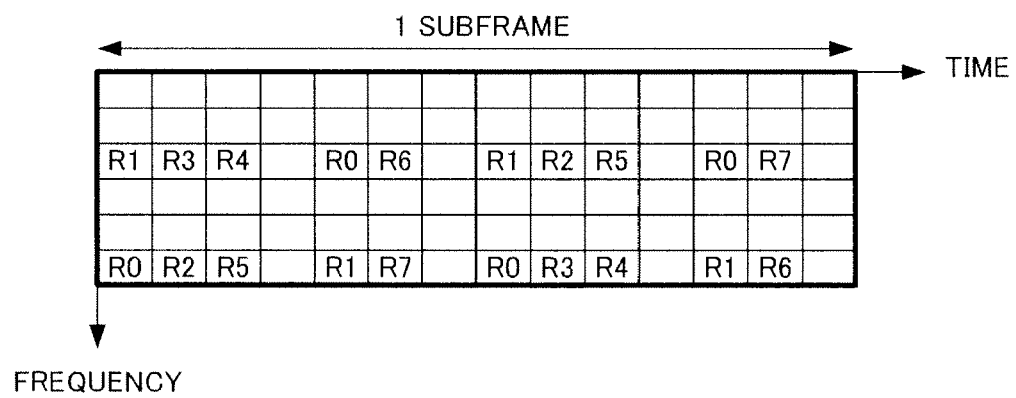 1 SUBFRAME
TIME
R1 R3 R4 R0 R6 R1 R2 R5 R0 R7
R0 R2 R5 R1 R7 R0 R3 R4 R1 R6
FREQUENCY